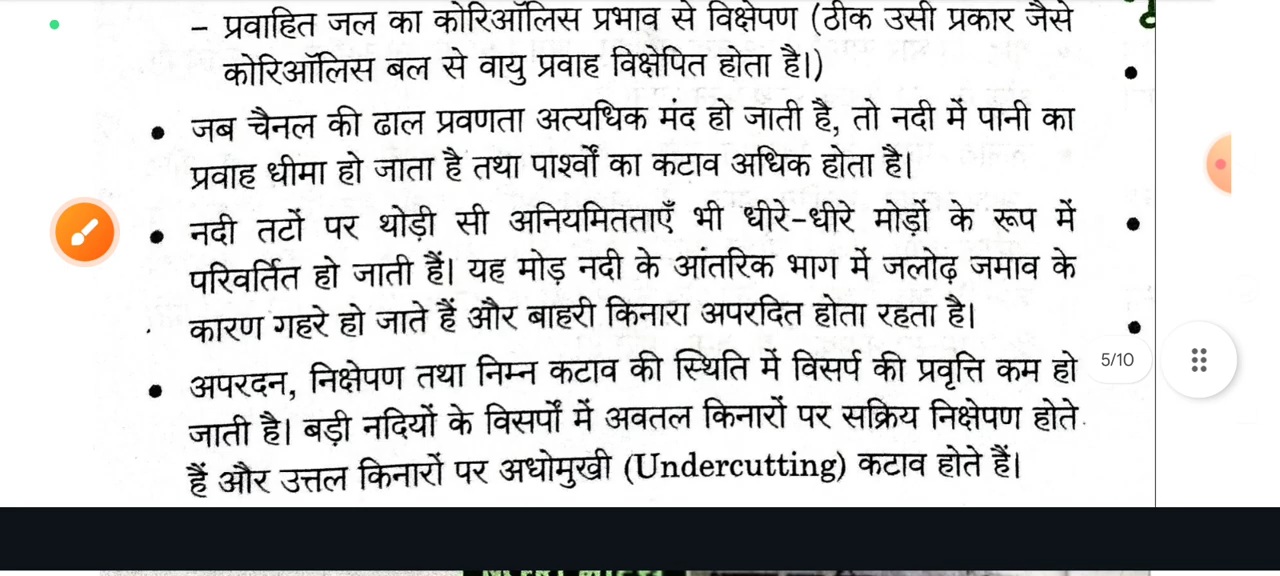 – प्रवाहित जल का कोरिऑलिस प्रभाव से विक्षेपण (ठीक उसी प्रकार जैसे
कोरिऑलिस बल से वायु प्रवाह विक्षेपित होता है।)
• जब चैनल की ढाल प्रवणता अत्यधिक मंद हो जाती है, तो नदी में पानी का
प्रवाह धीमा हो जाता है तथा पार्श्वों का कटाव अधिक होता है।
• नदी तटों पर थोड़ी सी अनियमितताएँ भी धीरे-धीरे मोड़ों के रूप में
परिवर्तित हो जाती हैं। यह मोड़ नदी के आंतरिक भाग में जलोढ़ जमाव के
कारण गहरे हो जाते हैं और बाहरी किनारा अपरदित होता रहता है।
5/10
• अपरदन, निक्षेपण तथा निम्न कटाव की स्थिति में विसर्प की प्रवृत्ति कम हो
जाती है। बड़ी नदियों के विसर्पों में अवतल किनारों पर सक्रिय निक्षेपण होते
हैं और उत्तल किनारों पर अधोमुखी (Undercutting) कटाव होते हैं।